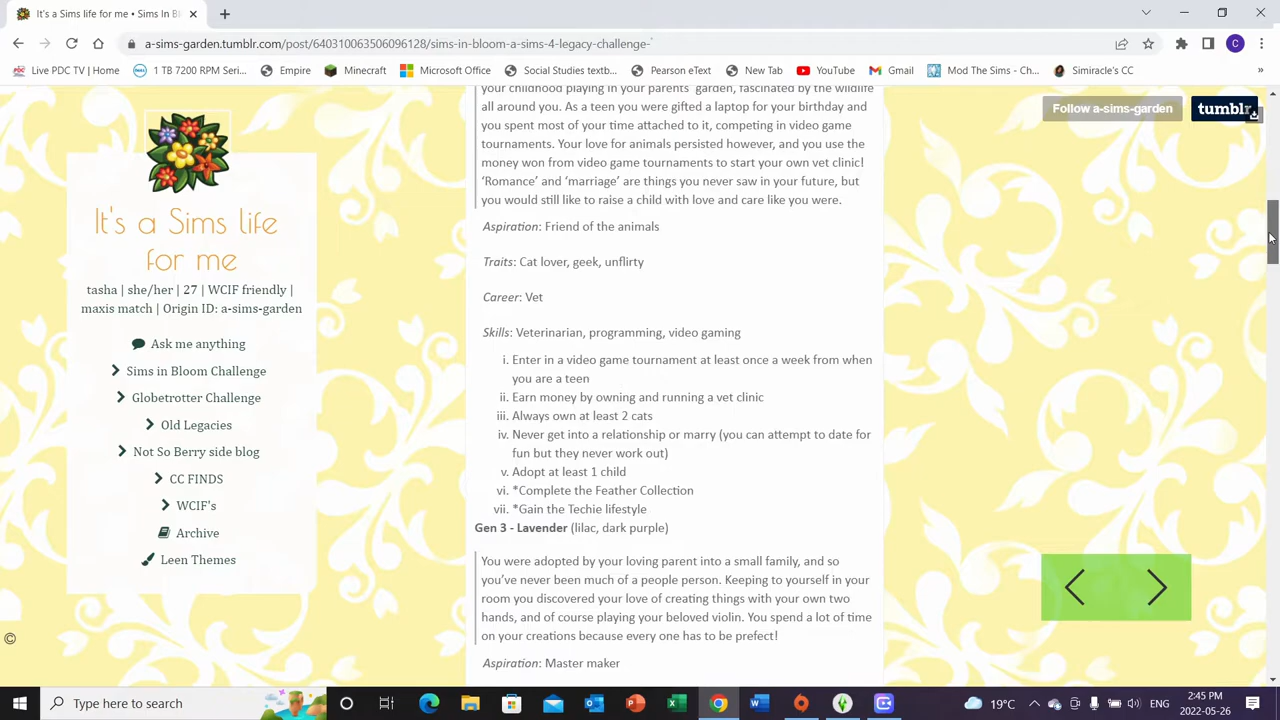 It's a Sims life for me • Sims In Bl
a-sims-garden.tumblr.com/post/640310063506096128/sims-in-bloom-a-sims-4-legacy-challenge-
C
Live PDC TV | Home
1 TB 7200 RPM Seri...
Empire
Minecraft
Microsoft Office
Social Studies textb...
Pearson eText
New Tab
YouTube
Gmail
Mod The Sims - Ch...
Simiracle's CC
»
Follow a-sims-garden
tumblr
It's a Sims life
for me
tasha | she/her | 27 | WCIF friendly |
maxis match | Origin ID: a-sims-garden
Ask me anything
Sims in Bloom Challenge
Globetrotter Challenge
Old Legacies
Not So Berry side blog
CC FINDS
WCIF's
Archive
Leen Themes
©
your childhood playing in your parents' garden, fascinated by the wildlife
all around you. As a teen you were gifted a laptop for your birthday and
you spent most of your time attached to it, competing in video game
tournaments. Your love for animals persisted however, and you use the
money won from video game tournaments to start your own vet clinic!
'Romance' and 'marriage' are things you never saw in your future, but
you would still like to raise a child with love and care like you were.
Aspiration: Friend of the animals
Traits: Cat lover, geek, unflirty
Career: Vet
Skills: Veterinarian, programming, video gaming
i. Enter in a video game tournament at least once a week from when
you are a teen
ii. Earn money by owning and running a vet clinic
iii. Always own at least 2 cats
iv. Never get into a relationship or marry (you can attempt to date for
fun but they never work out)
v. Adopt at least 1 child
vi. *Complete the Feather Collection
vii. *Gain the Techie lifestyle
Gen 3 - Lavender (lilac, dark purple)
You were adopted by your loving parent into a small family, and so
you've never been much of a people person. Keeping to yourself in your
room you discovered your love of creating things with your own two
hands, and of course playing your beloved violin. You spend a lot of time
on your creations because every one has to be prefect!
Aspiration: Master maker
Type here to search
19°C
ENG
2:45 PM
2022-05-26